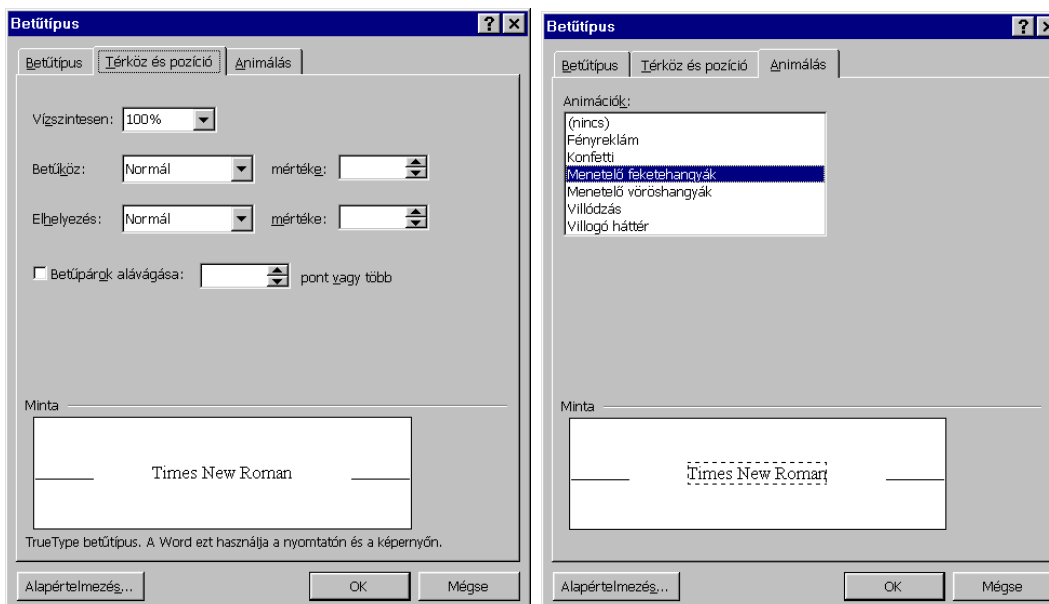 Betűtípus
Betűtípus Térköz és pozíció Animálás
Vízszintesen: 100%
Betűköz: Normál mértéke:
Elhelyezés: Normál mértéke:
Betűpárok alávágása: pont vagy több
Minta
Times New Roman
TrueType betűtípus. A Word ezt használja a nyomtatón és a képernyőn.
Alapértelmezés... OK Mégse
Betűtípus
Betűtípus Térköz és pozíció Animálás
Animációk:
(nincs)
Fényreklám
Konfetti
Menetelő feketehangyák
Menetelő vöröshangyák
Villódzás
Villogó háttér
Minta
Times New Roman
Alapértelmezés... OK Mégse